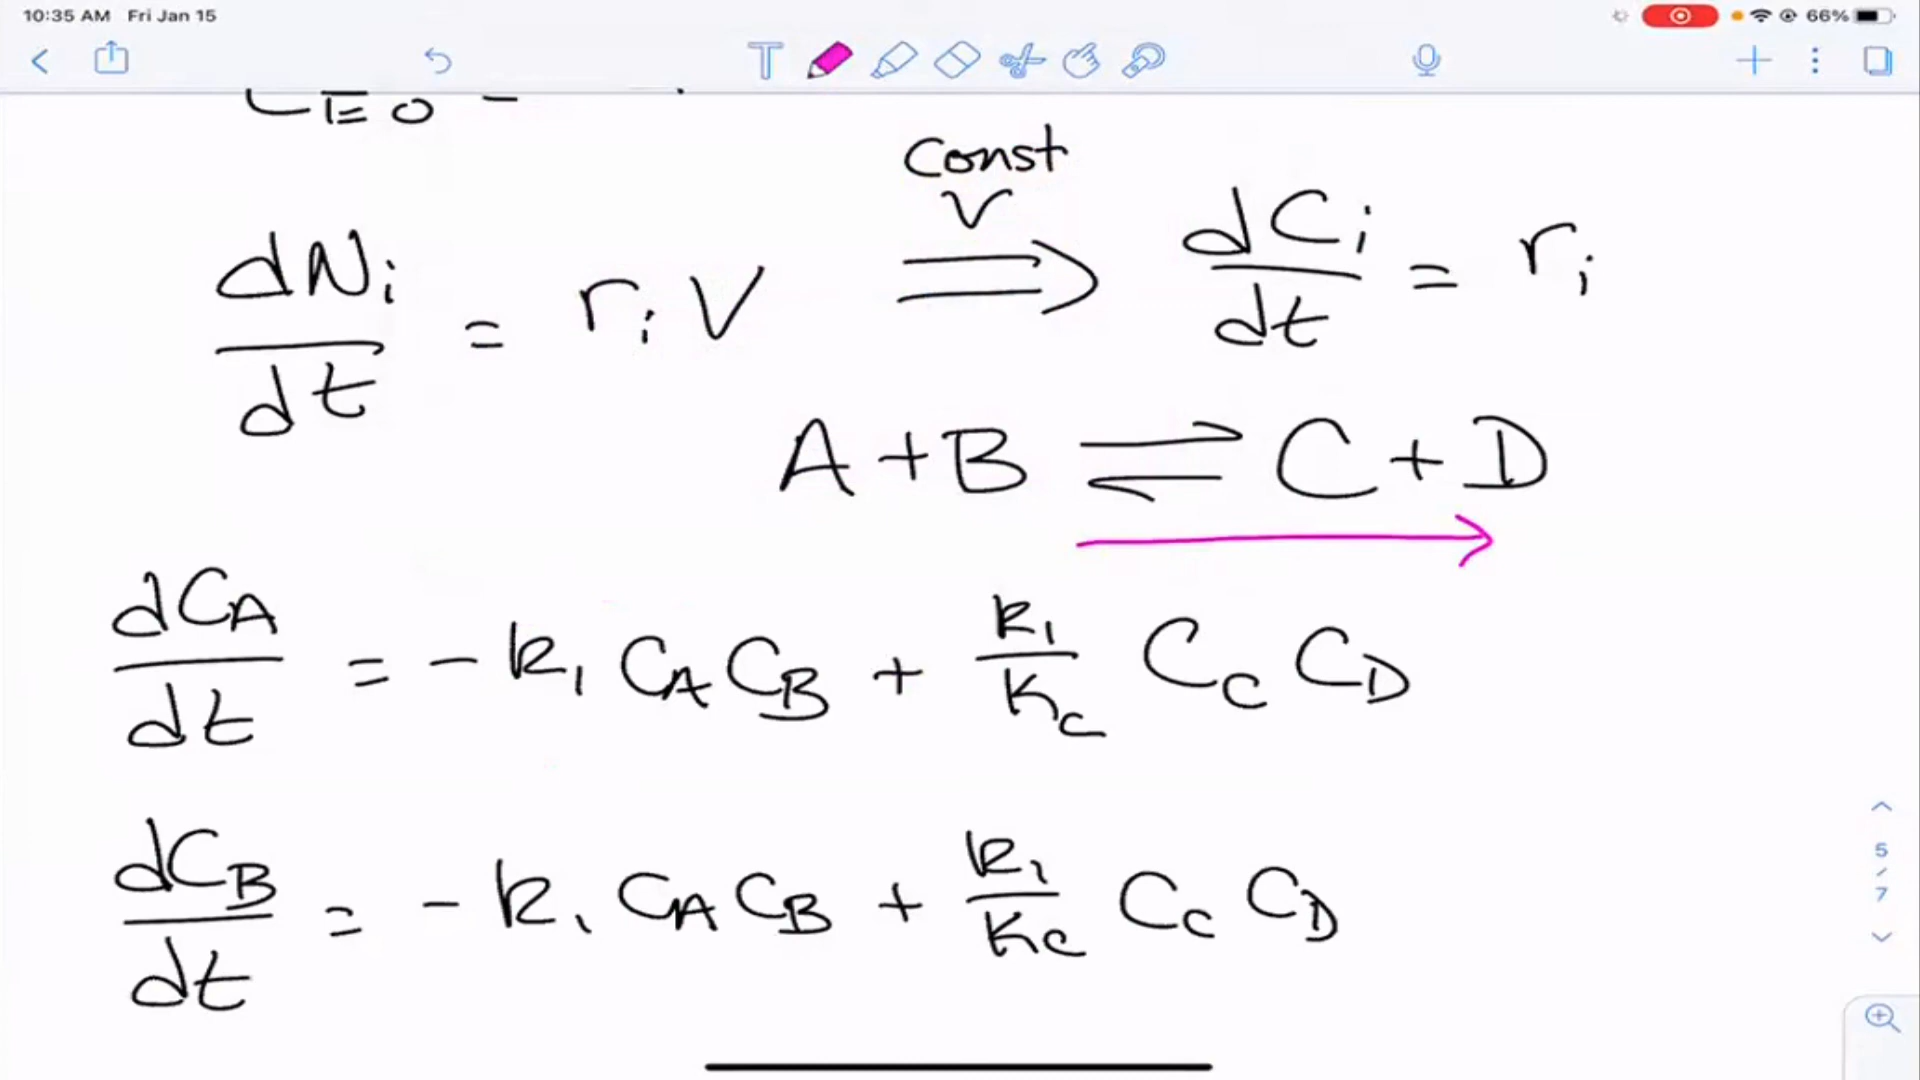 10:35 AM Fri Jan 15
66%
T
C_EO =
Const
V
dN_i/dt = r_i V ⟹ dC_i/dt = r_i
A + B ⇌ C + D
dC_A/dt = - k_1 C_A C_B + k_1/K_C C_C C_D
5
/
7
dC_B/dt = - k_1 C_A C_B + k_1/K_C C_C C_D